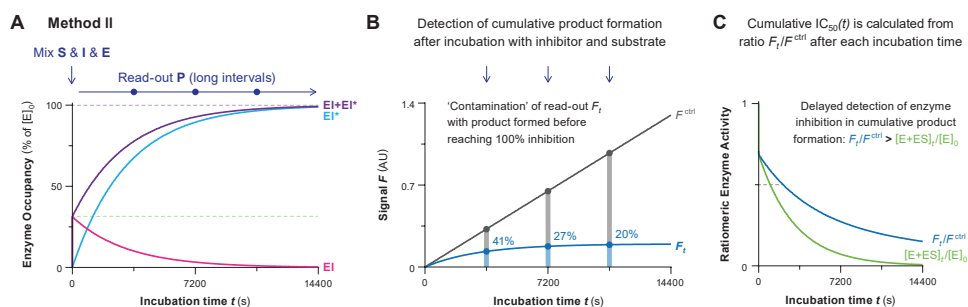 A Method II
Mix S & I & E
Read-out P (long intervals)
100
50
0
Enzyme Occupancy (% of [E]₀)
EI+EI*
EI*
EI
0
7200
14400
Incubation time t (s)
B Detection of cumulative product formation
after incubation with inhibitor and substrate
1.4
0.7
0
Signal F (AU)
'Contamination' of read-out Fₜ
with product formed before
reaching 100% inhibition
F^ctrl
41%
27%
20%
Fₜ
0
7200
14400
Incubation time t (s)
C Cumulative IC₅₀(t) is calculated from
ratio Fₜ/F^ctrl after each incubation time
1
0
Ratiometric Enzyme Activity
Delayed detection of enzyme
inhibition in cumulative product
formation: Fₜ/F^ctrl > [E+ES]ₜ/[E]₀
Fₜ/F^ctrl
[E+ES]ₜ/[E]₀
0
7200
14400
Incubation time t (s)